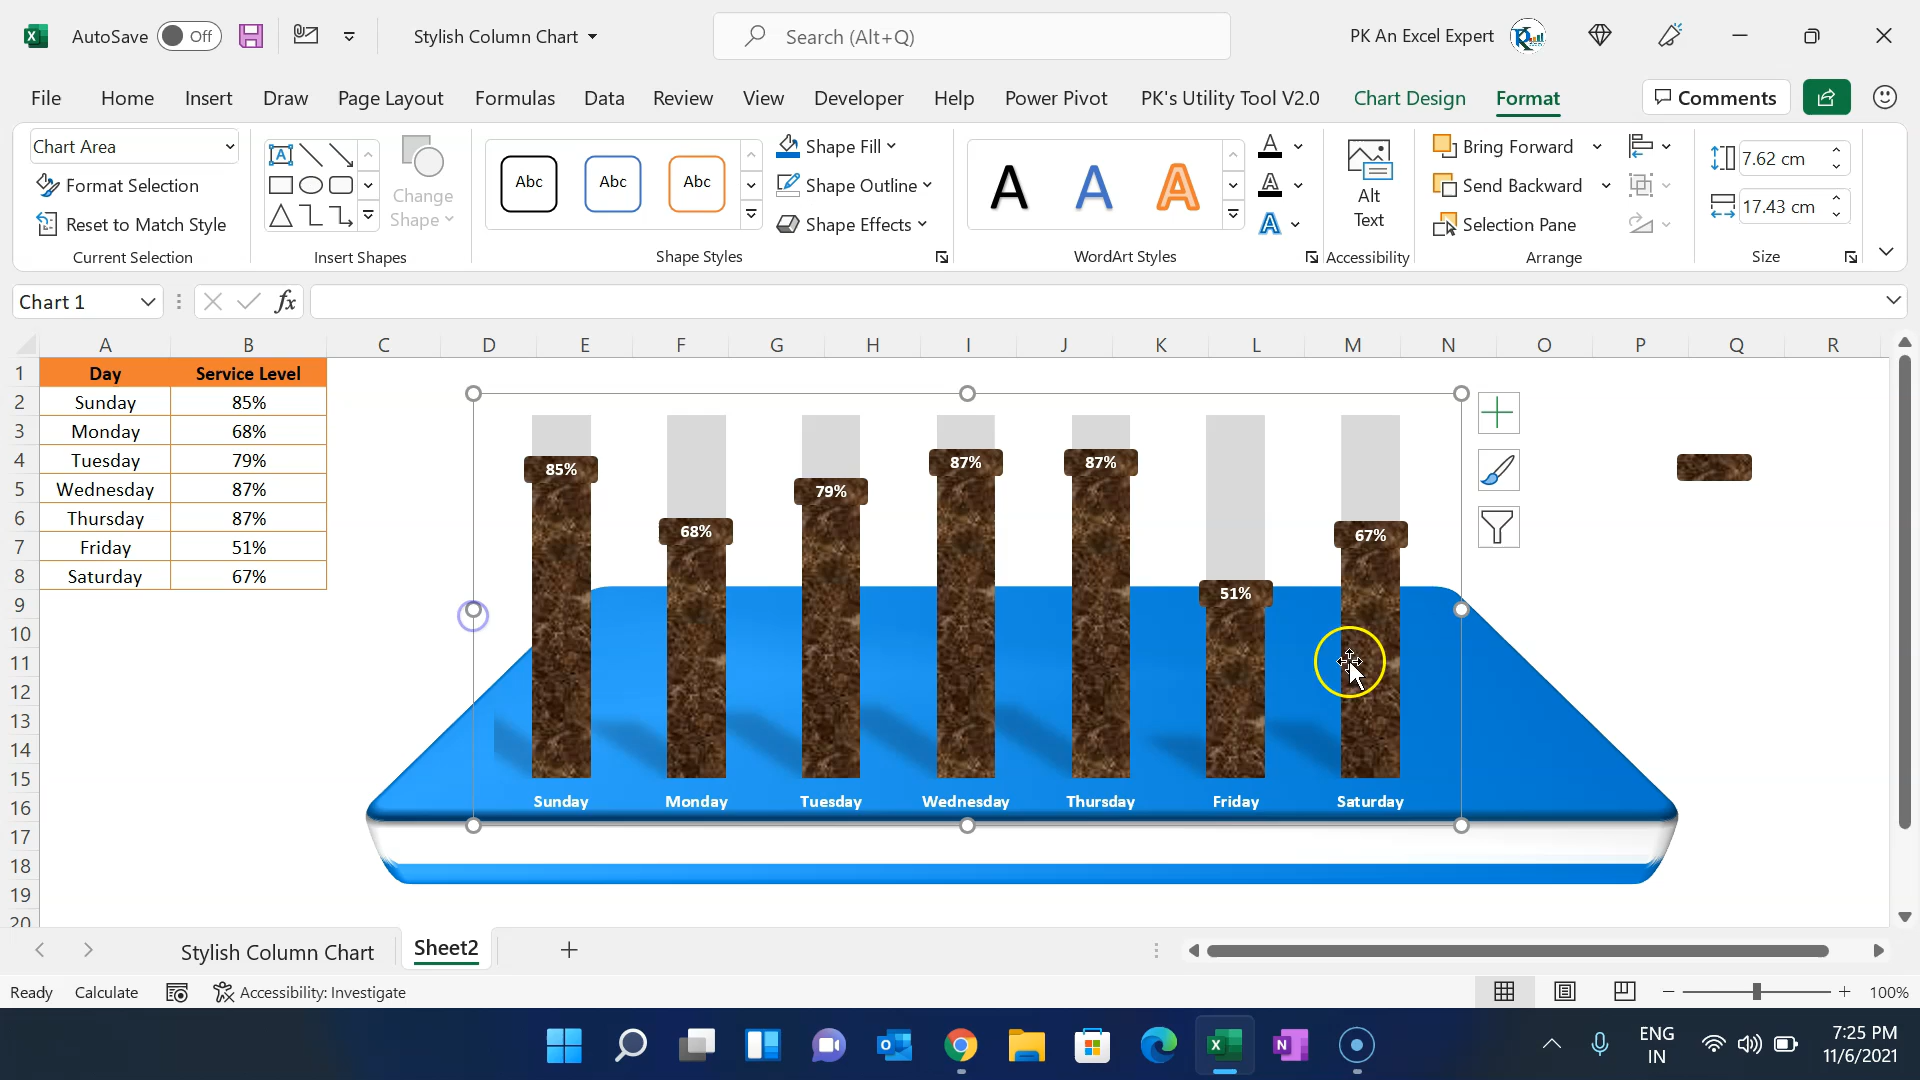 AutoSave Off Stylish Column Chart Search (Alt+Q) PK An Excel Expert
File Home Insert Draw Page Layout Formulas Data Review View Developer Help Power Pivot PK's Utility Tool V2.0 Chart Design Format Comments
Chart Area
Format Selection
Reset to Match Style
Current Selection
Change
Shape
Insert Shapes
Abc Abc Abc
Shape Fill
Shape Outline
Shape Effects
Shape Styles
A A A
WordArt Styles
Alt
Text
Accessibility
Bring Forward
Send Backward
Selection Pane
Arrange
7.62 cm
17.43 cm
Size
Chart 1 fx
A B C D E F G H I J K L M N O P Q R
1 Day Service Level
2 Sunday 85%
3 Monday 68%
4 Tuesday 79%
5 Wednesday 87%
6 Thursday 87%
7 Friday 51%
8 Saturday 67%
9
10
11
12
13
14
15
16
17
18
19
20
85% 68% 79% 87% 87% 51% 67%
Sunday Monday Tuesday Wednesday Thursday Friday Saturday
Stylish Column Chart Sheet2
Ready Calculate Accessibility: Investigate 100%
ENG
IN
7:25 PM
11/6/2021